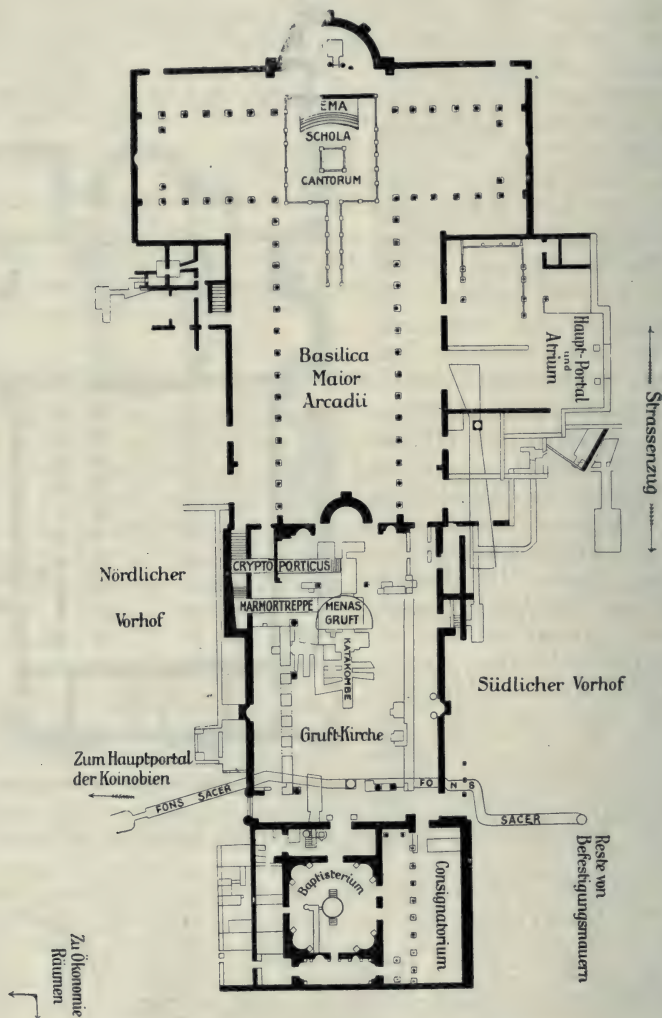 EMA
SCHOLA
CANTORUM
Haupt-Portal
und
Atrium
Strassenzug
Basilica
Maior
Arcadii
Nördlicher
Vorhof
CRYPTO PORTICUS
MARMORTREPPE
MENAS
GRUFT
KATAKOMBE
Südlicher Vorhof
Gruft-Kirche
Zum Hauptportal
der Koinobien
FONS SACER
FONS
SACER
Reste von
Befestigungsmauern
Baptisterium
Consignatorium
Zu Ökonomie
Räumen